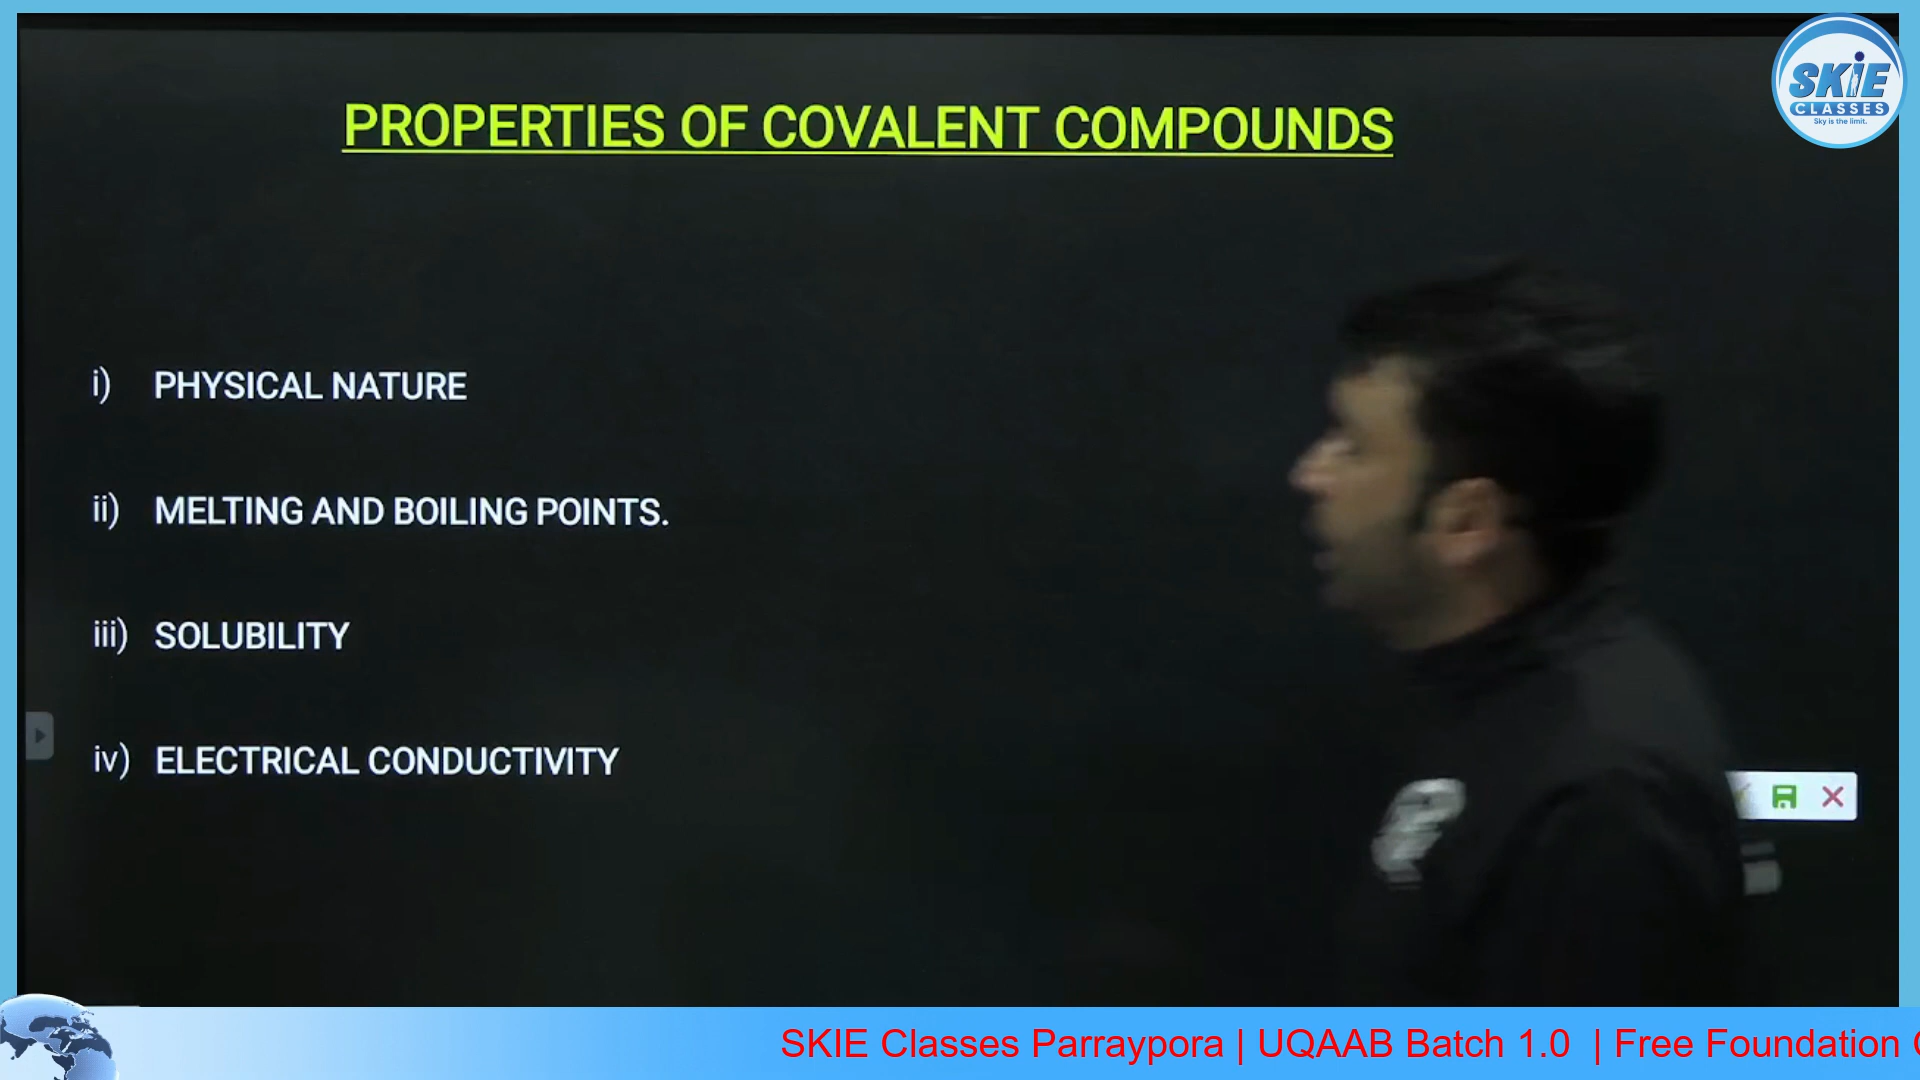 SKiE
CLASSES
Sky is the limit.
PROPERTIES OF COVALENT COMPOUNDS
i) PHYSICAL NATURE
ii) MELTING AND BOILING POINTS.
iii) SOLUBILITY
iv) ELECTRICAL CONDUCTIVITY
SKIE Classes Parraypora | UQAAB Batch 1.0 | Free Foundation